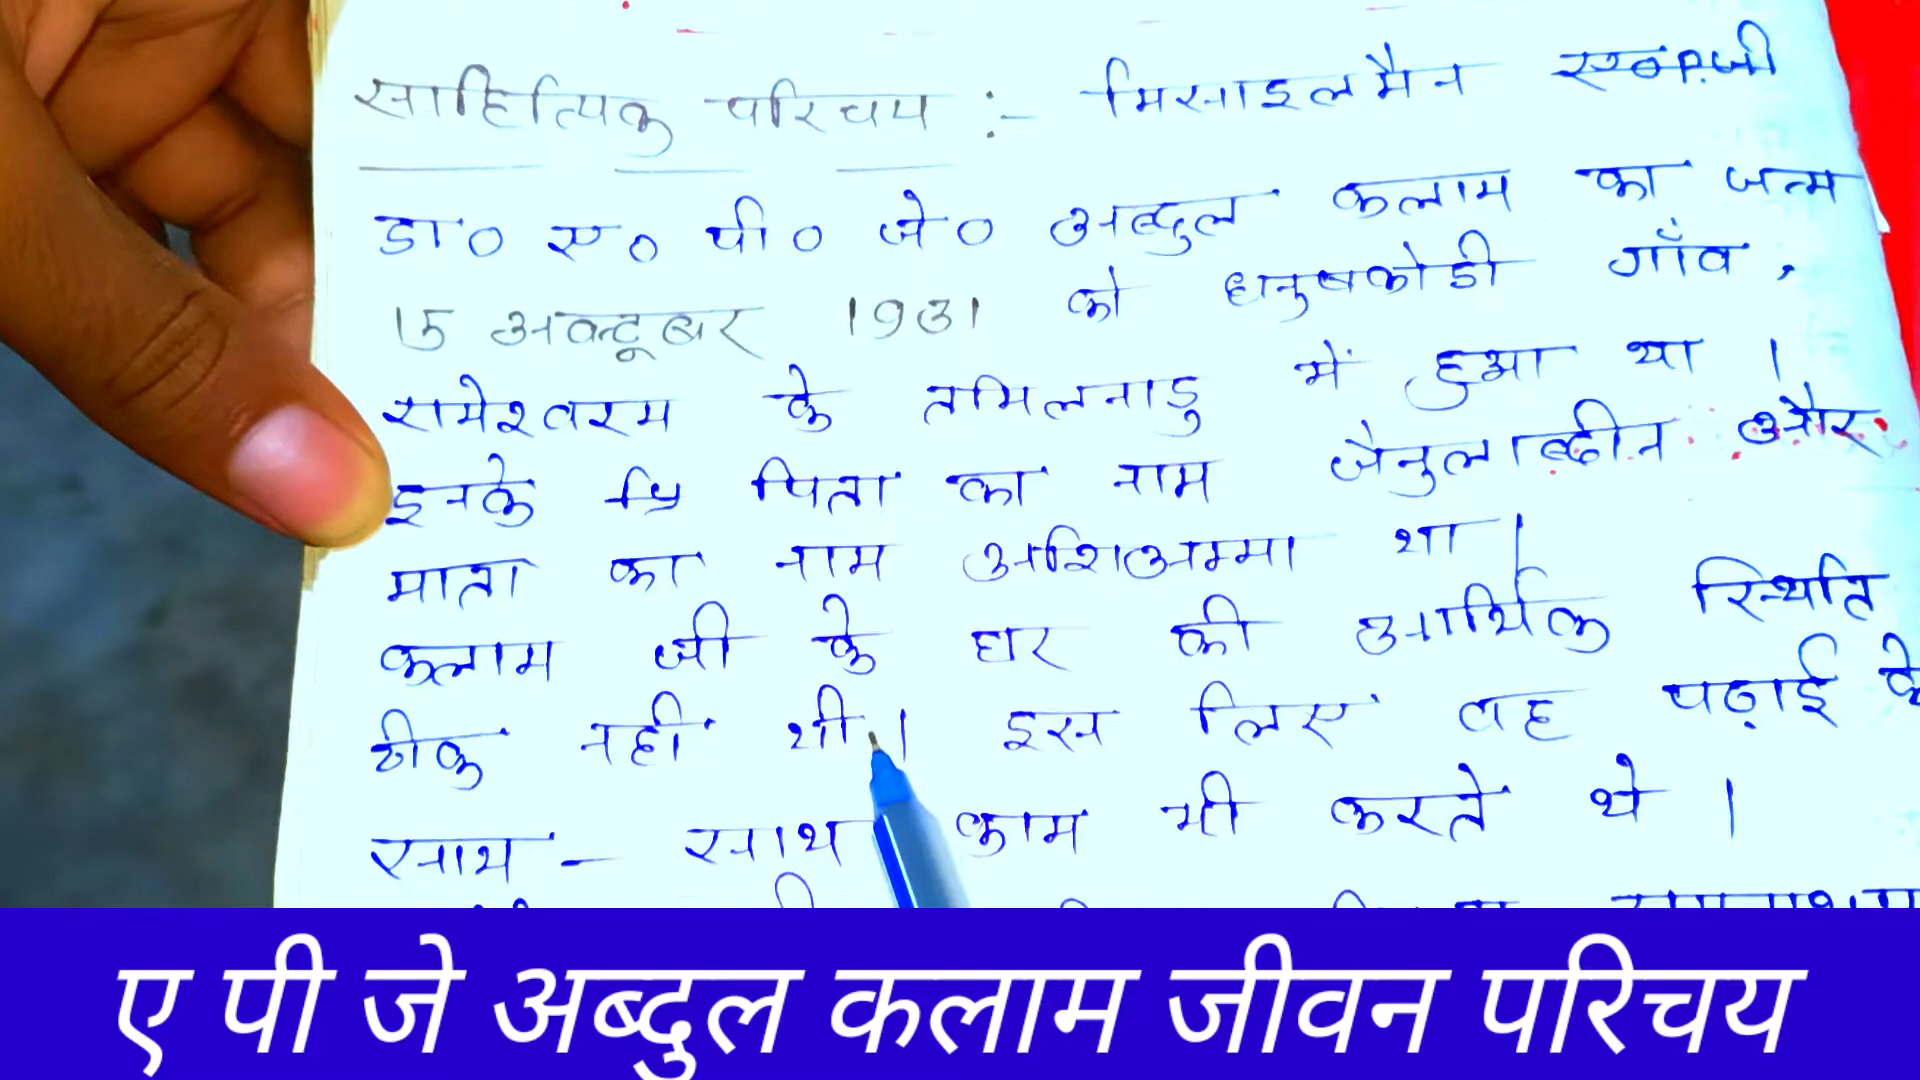 साहित्यिक परिचय :- मिसाइलमैन
डा० ए० पी० जे० अब्दुल कलाम का जन्म
15 अक्टूबर 1931 को धनुषकोडी गाँव,
रामेश्वरम के तमिलनाडु में हुआ था ।
इनके पिता का नाम जैनुलाब्दीन और
माता का नाम अशिअम्मा था |
कलाम जी के घर की आर्थिक स्थिति
ठीक नही थी | इस लिए वह पढ़ाई के
साथ - साथ काम भी करते थे |
ए पी जे अब्दुल कलाम जीवन परिचय